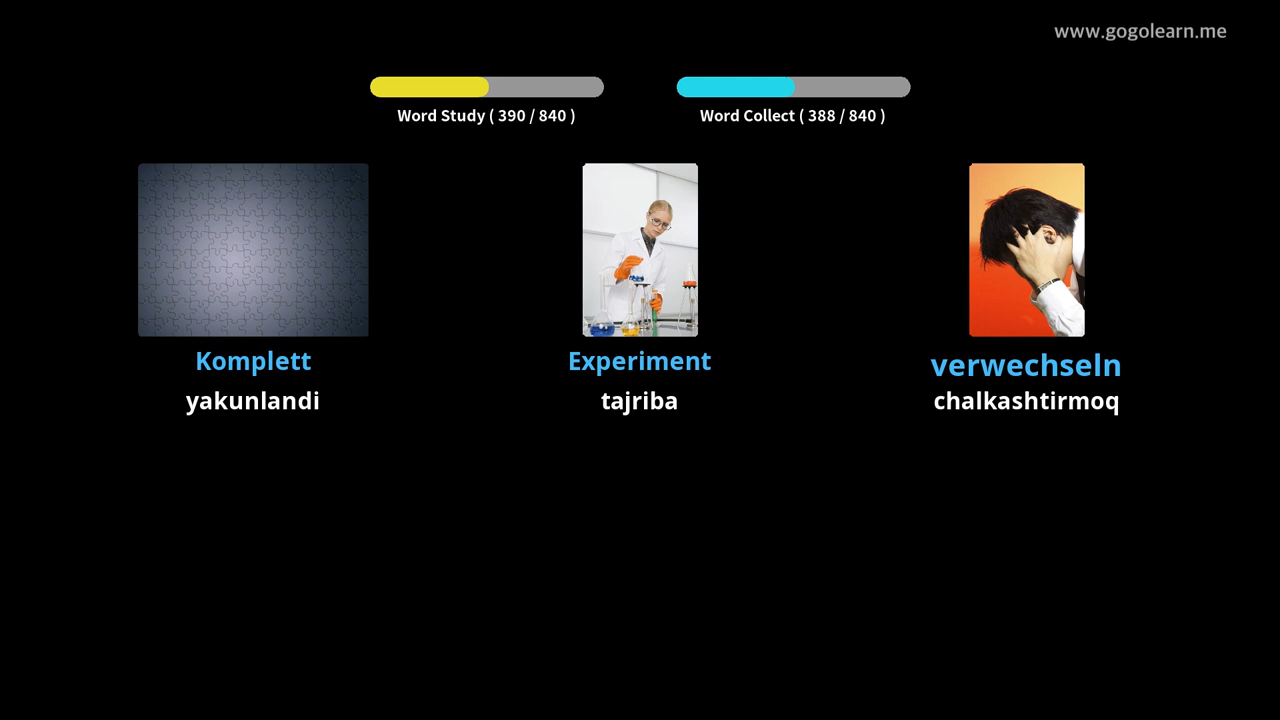 www.gogolearn.me
Word Study ( 390 / 840 )
Word Collect ( 388 / 840 )
Komplett
Experiment
verwechseln
yakunlandi
tajriba
chalkashtirmoq